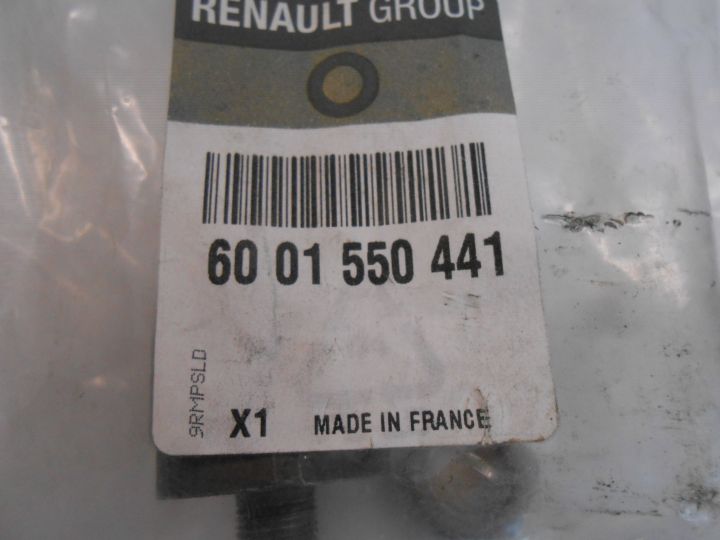 RENAULT GROUP
60 01 550 441
9RMPSLD
X1 MADE IN FRANCE